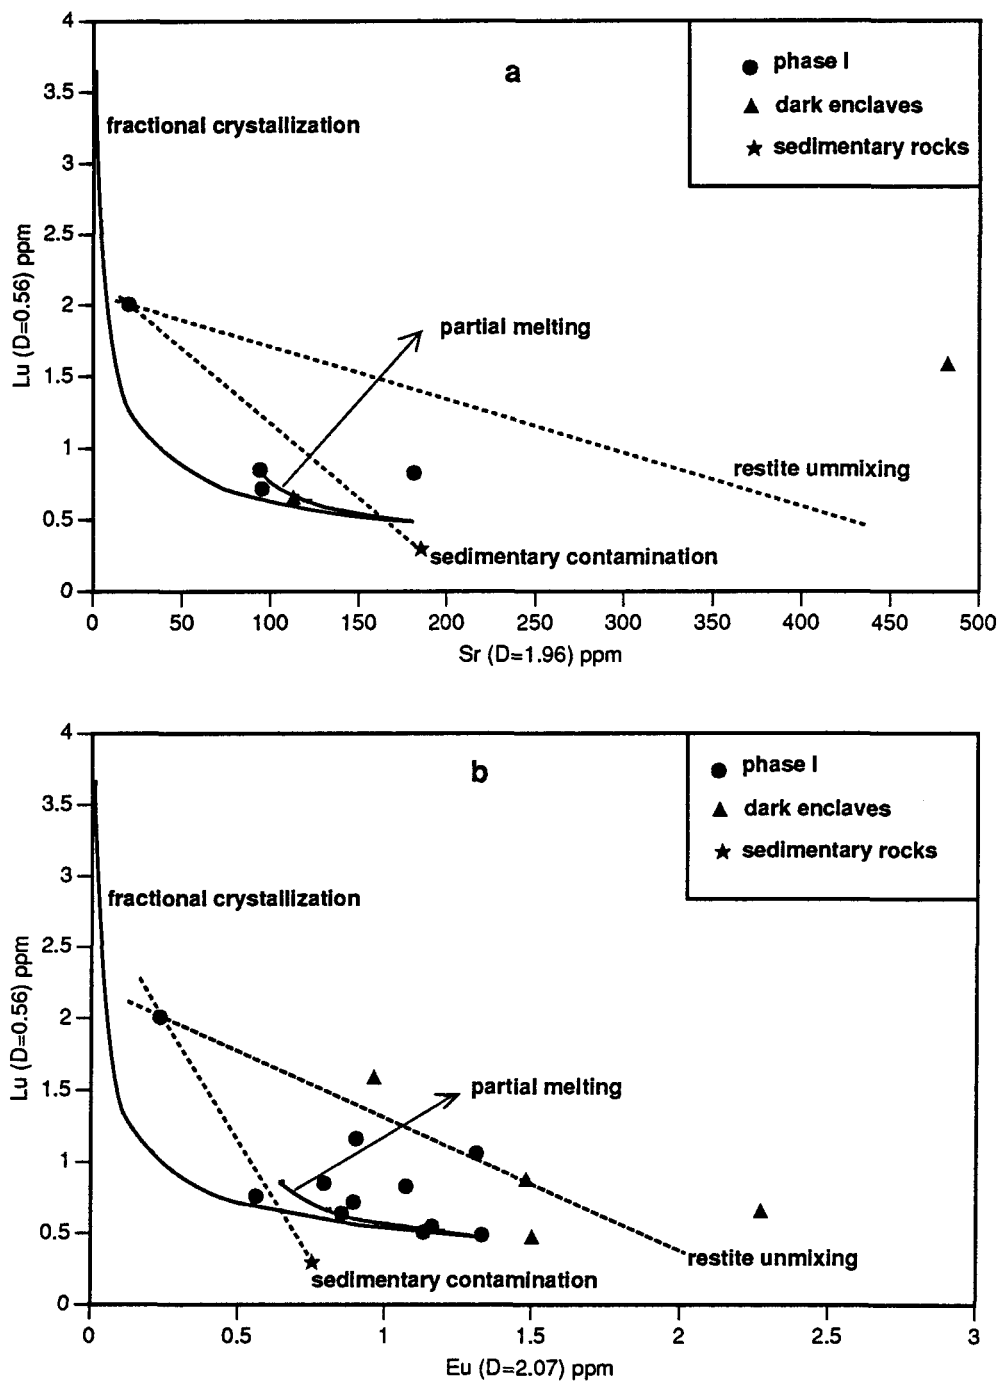 4
3.5
3
2.5
2
1.5
1
0.5
0
Lu (D=0.56) ppm
a
phase I
dark enclaves
sedimentary rocks
fractional crystallization
partial melting
restite ummixing
sedimentary contamination
0 50 100 150 200 250 300 350 400 450 500
Sr (D=1.96) ppm
4
3.5
3
2.5
2
1.5
1
0.5
0
Lu (D=0.56) ppm
b
phase I
dark enclaves
sedimentary rocks
fractional crystallization
partial melting
restite unmixing
sedimentary contamination
0 0.5 1 1.5 2 2.5 3
Eu (D=2.07) ppm